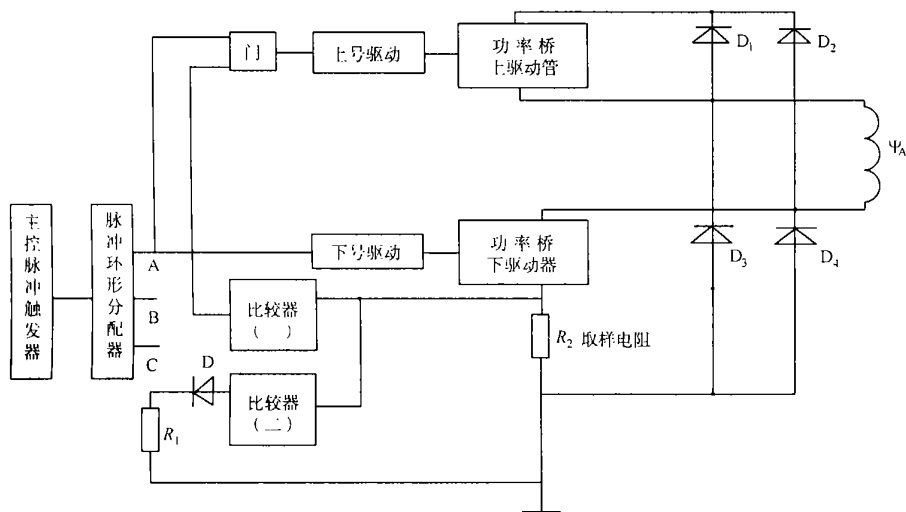 门
上号驱动
功率桥
上驱动管
D₁
D₂
Ψ_A
主控脉冲触发器
脉冲环形分配器
A
下号驱动
功率桥
下驱动器
D₃
D₄
B
比较器
(一)
R₂ 取样电阻
C
D
比较器
(二)
R₁